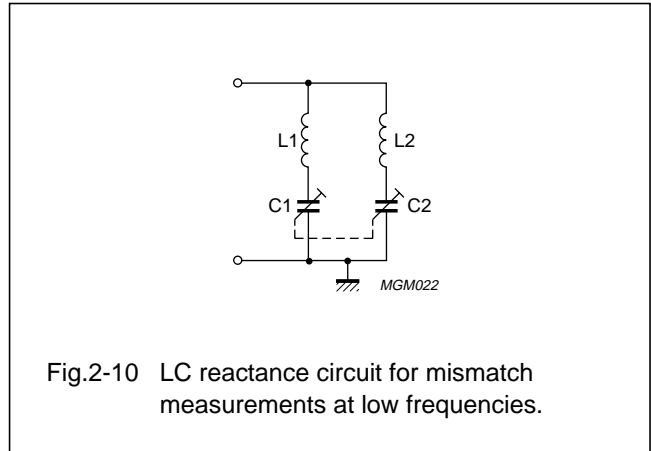 L1
L2
C1
C2
MGM022
Fig.2-10 LC reactance circuit for mismatch
measurements at low frequencies.